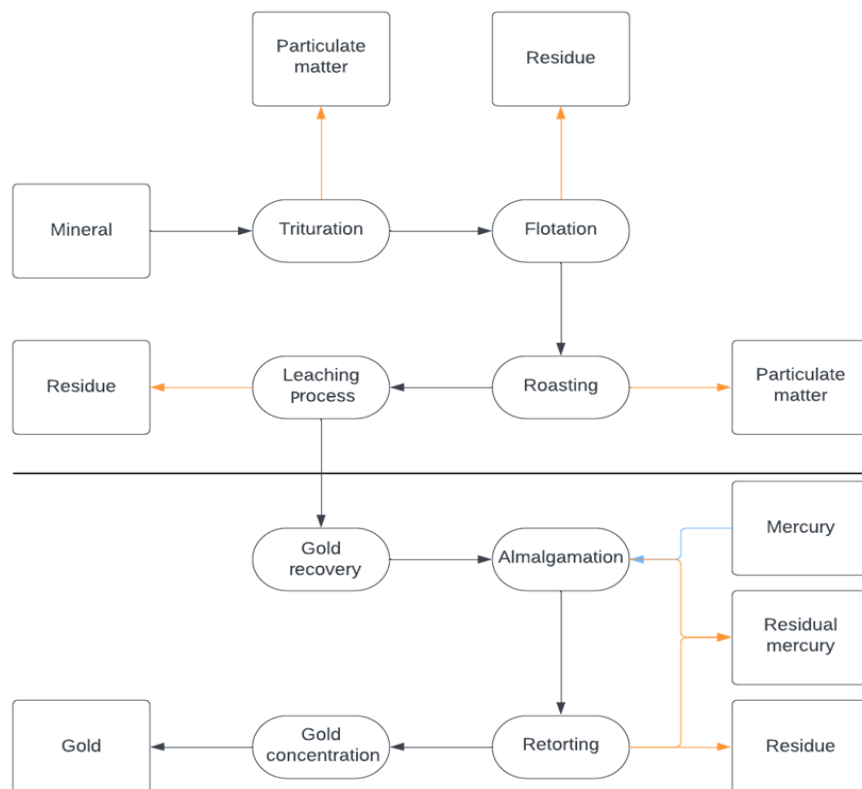 Particulate
matter
Residue
Mineral
Trituration
Flotation
Residue
Leaching
process
Roasting
Particulate
matter
Mercury
Gold
recovery
Almalgamation
Residual
mercury
Gold
Gold
concentration
Retorting
Residue